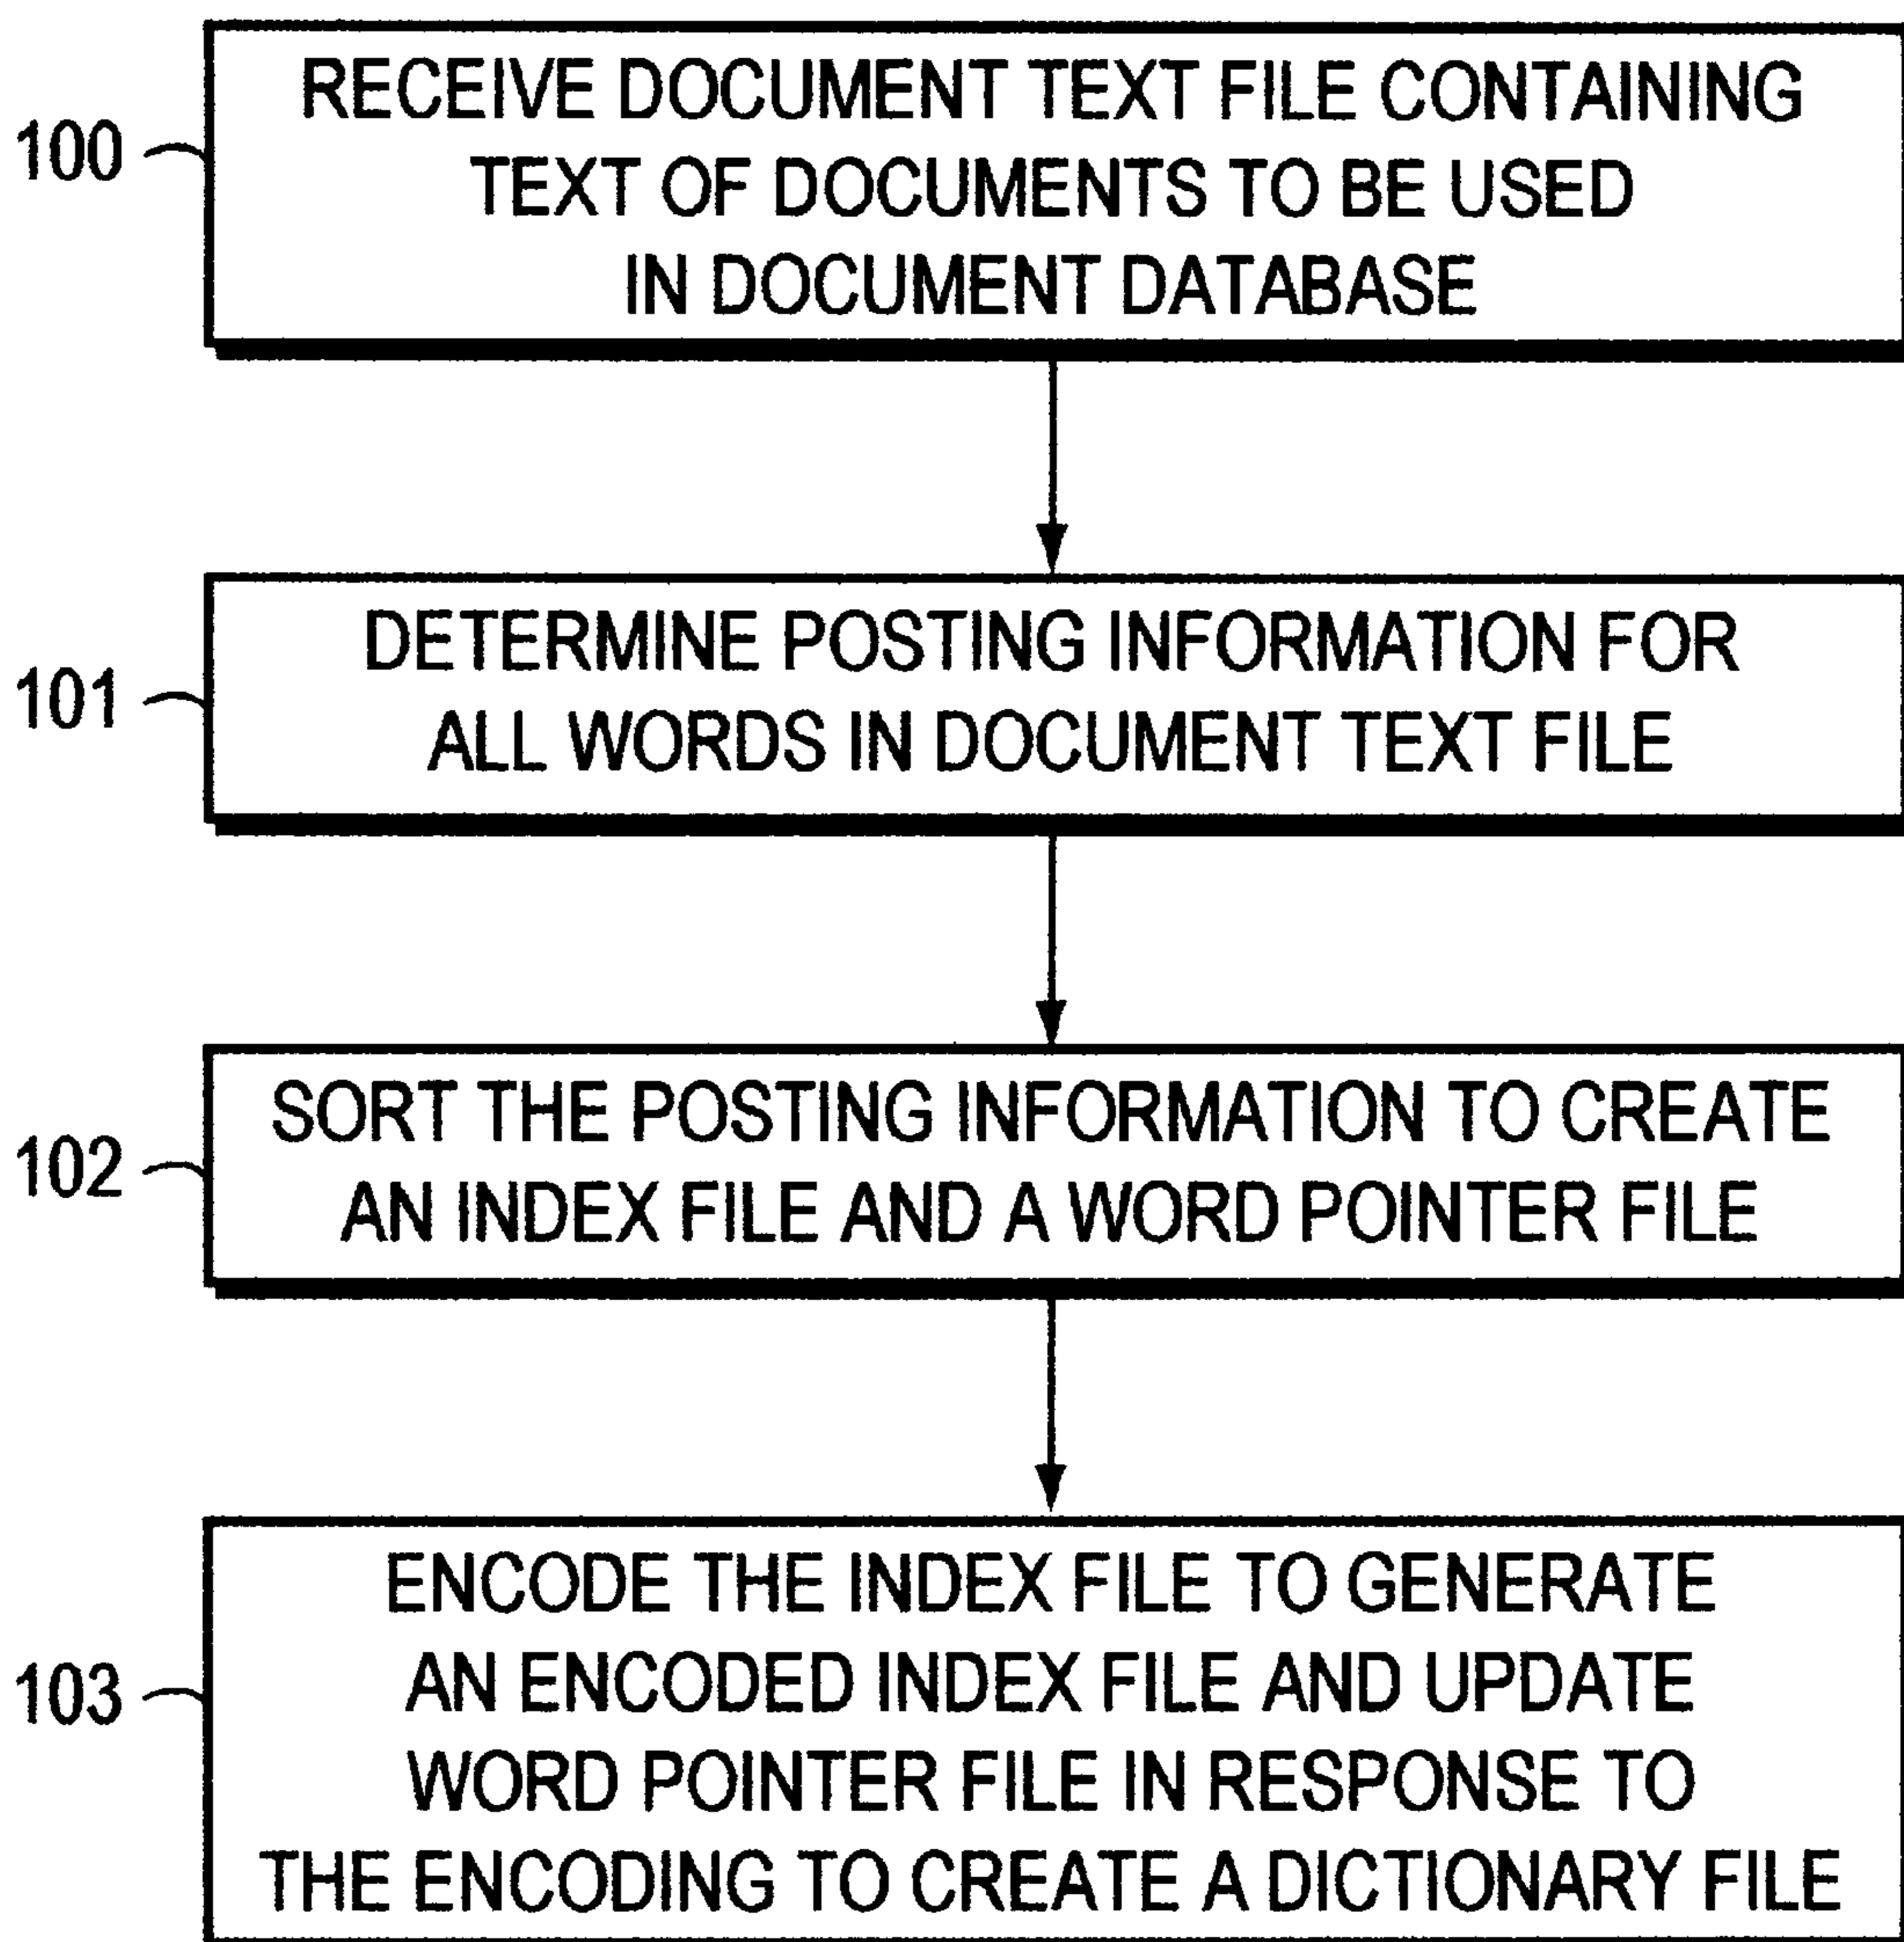 100
RECEIVE DOCUMENT TEXT FILE CONTAINING
TEXT OF DOCUMENTS TO BE USED
IN DOCUMENT DATABASE
101
DETERMINE POSTING INFORMATION FOR
ALL WORDS IN DOCUMENT TEXT FILE
102
SORT THE POSTING INFORMATION TO CREATE
AN INDEX FILE AND A WORD POINTER FILE
103
ENCODE THE INDEX FILE TO GENERATE
AN ENCODED INDEX FILE AND UPDATE
WORD POINTER FILE IN RESPONSE TO
THE ENCODING TO CREATE A DICTIONARY FILE